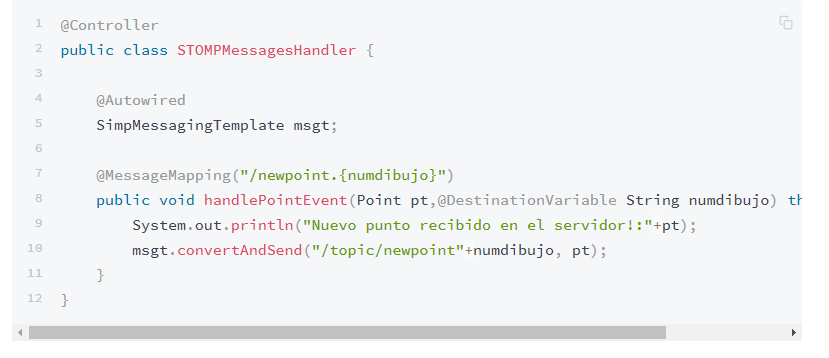 1 @Controller
2 public class STOMPMessagesHandler {
3
4 @Autowired
5 SimpMessagingTemplate msgt;
6
7 @MessageMapping("/newpoint.{numdibujo}")
8 public void handlePointEvent(Point pt,@DestinationVariable String numdibujo) th
9 System.out.println("Nuevo punto recibido en el servidor!:"+pt);
10 msgt.convertAndSend("/topic/newpoint"+numdibujo, pt);
11 }
12 }